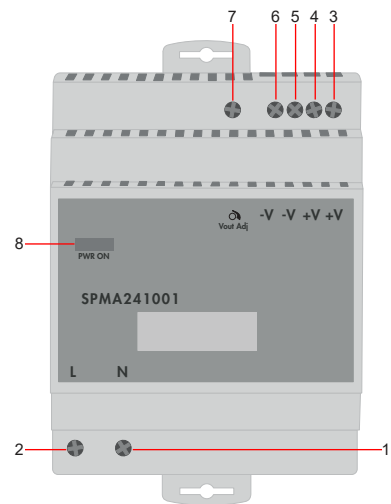 7 6 5 4 3
-V -V +V +V
Vout Adj
8
PWR ON
SPMA241001
L N
2 1